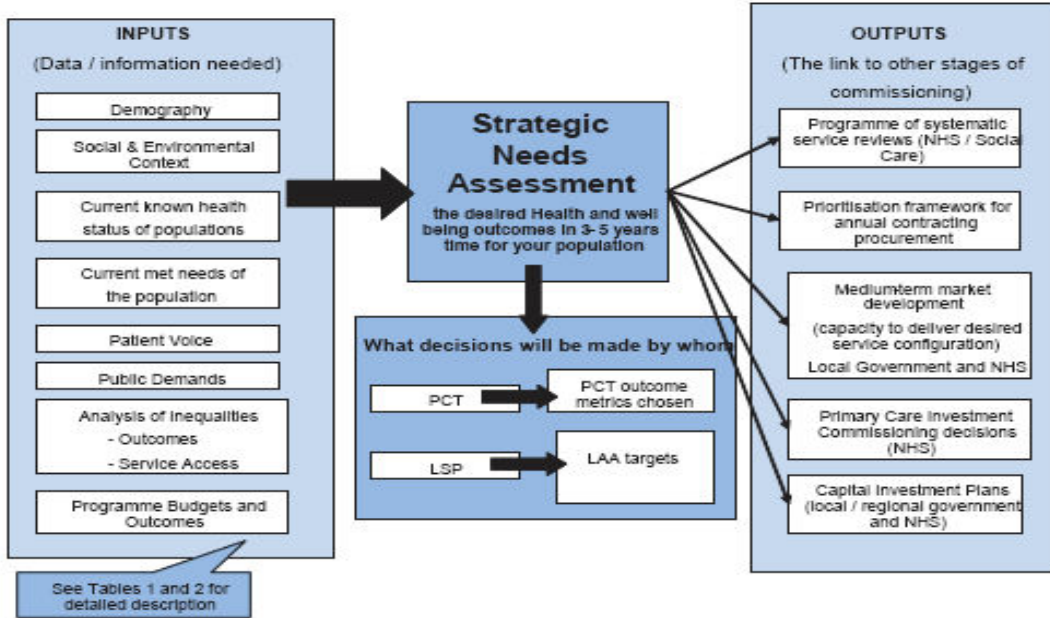 INPUTS
(Data / information needed)
Demography
Social & Environmental
Context
Current known health
status of populations
Current met needs of
the population
Patient Voice
Public Demands
Analysis of Inequalities
- Outcomes
- Service Access
Programme Budgets and
Outcomes
See Tables 1 and 2 for
detailed description
Strategic
Needs
Assessment
the desired Health and well
being outcomes in 3- 5 years
time for your population
What decisions will be made by whom
PCT
PCT outcome
metrics chosen
LSP
LAA targets
OUTPUTS
(The link to other stages of
commissioning)
Programme of systematic
service reviews (NHS / Social
Care)
Prioritisation framework for
annual contracting
procurement
Medium-term market
development
(capacity to deliver desired
service configuration)
Local Government and NHS
Primary Care Investment
Commissioning decisions
(NHS)
Capital Investment Plans
(local / regional government
and NHS)